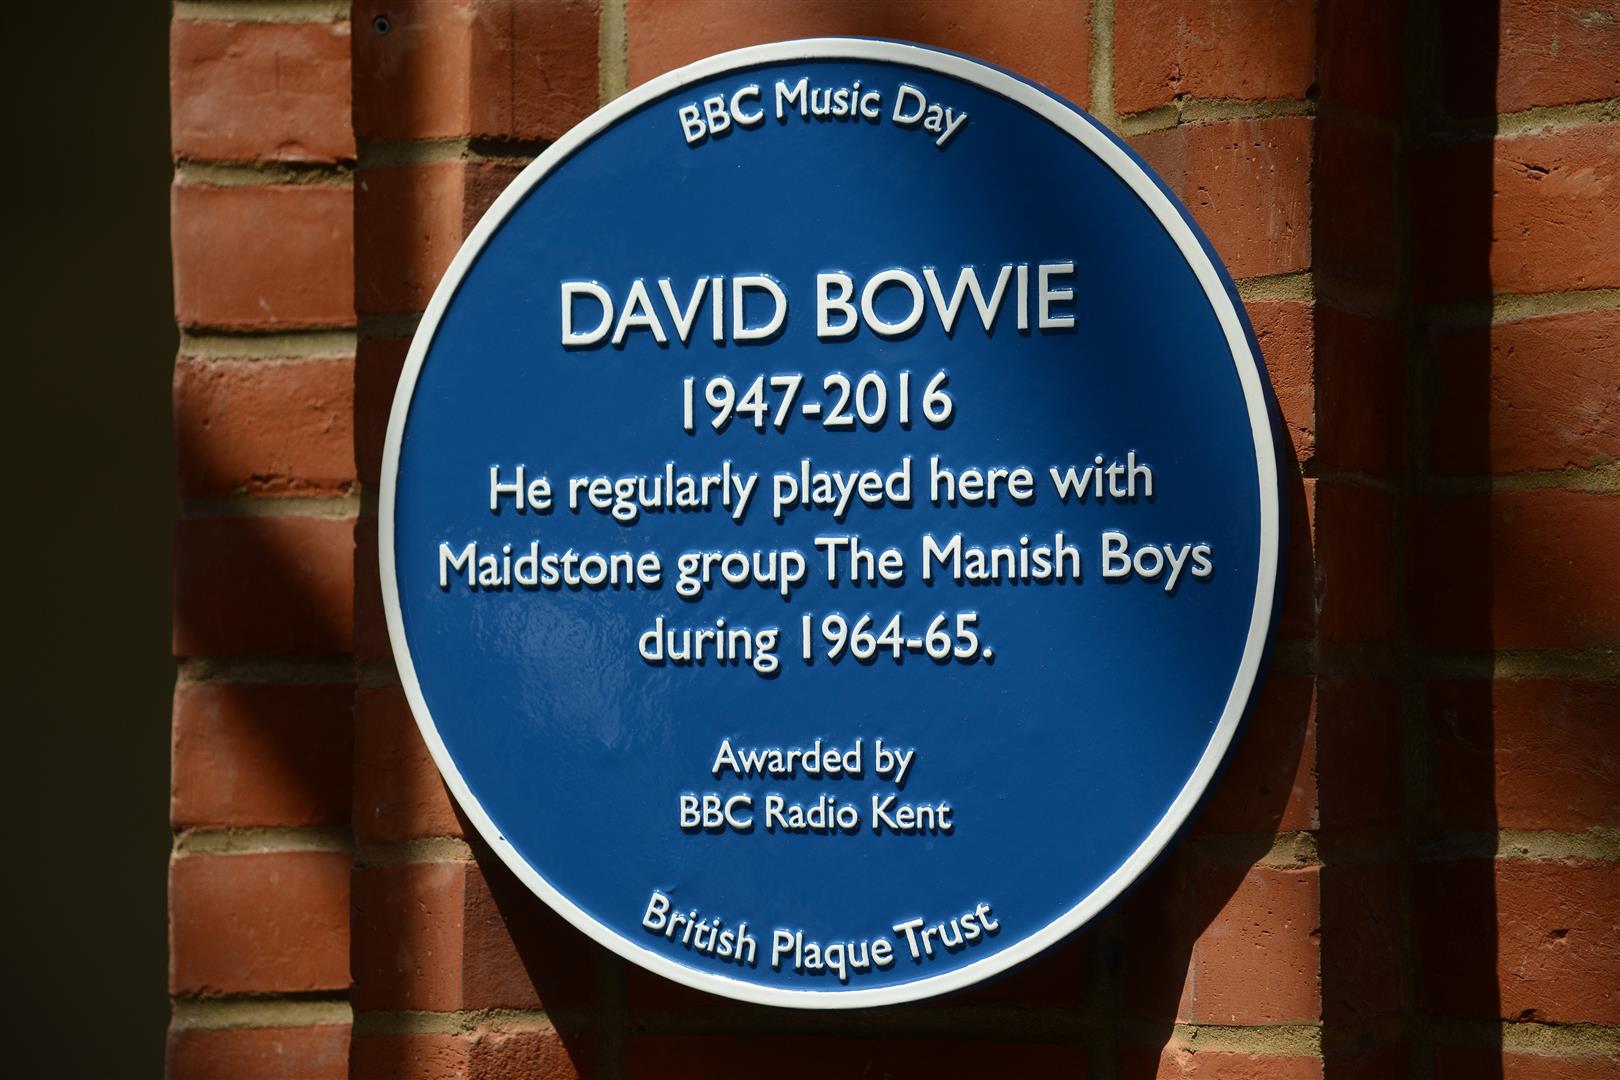 BBC Music Day
DAVID BOWIE
1947-2016
He regularly played here with
Maidstone group The Manish Boys
during 1964-65.
Awarded by
BBC Radio Kent
British Plaque Trust